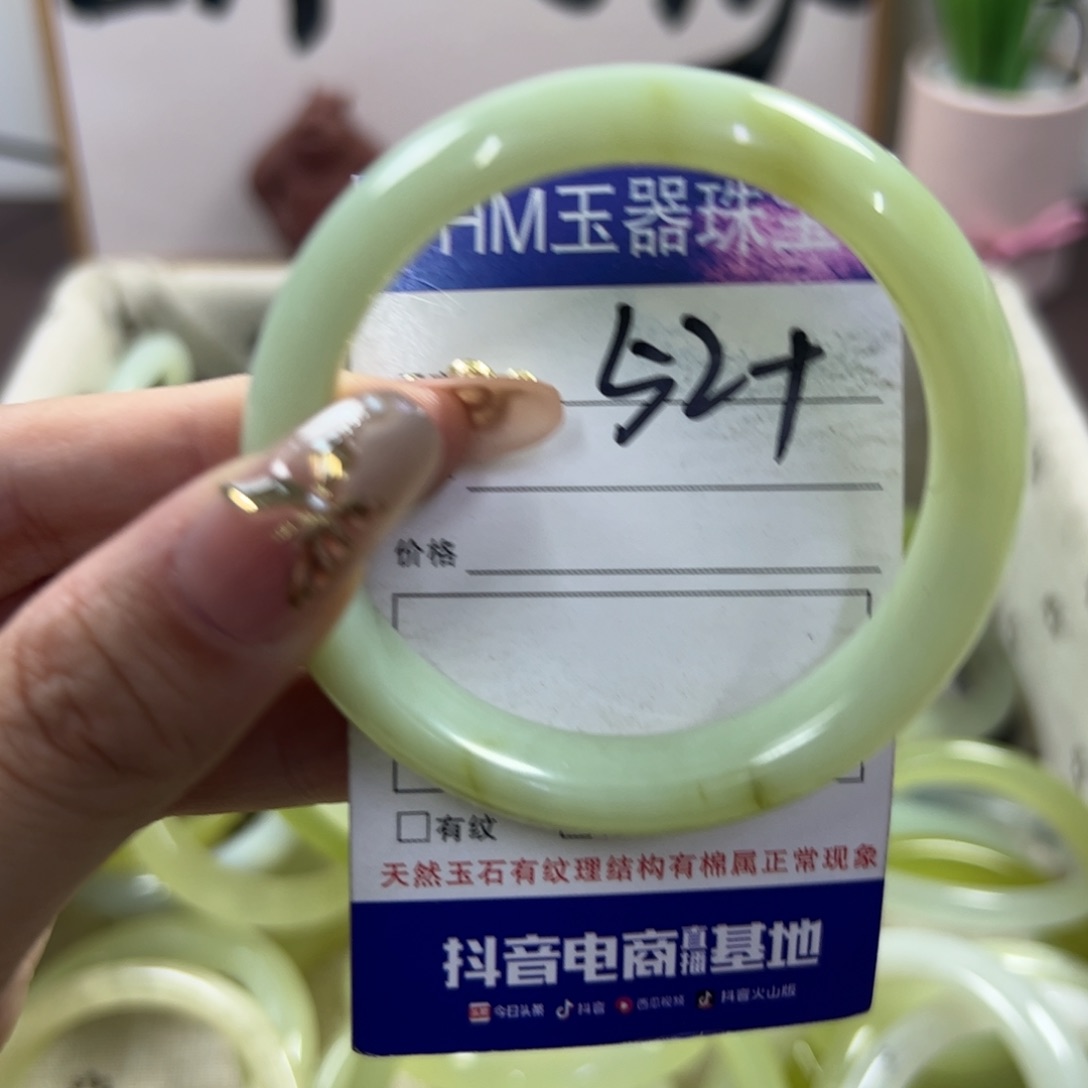 HM玉器珠宝
52+
价格
有纹
天然玉石有纹理结构有棉属正常现象
抖音电商直播基地
今日头条 抖音 西瓜视频 抖音火山版